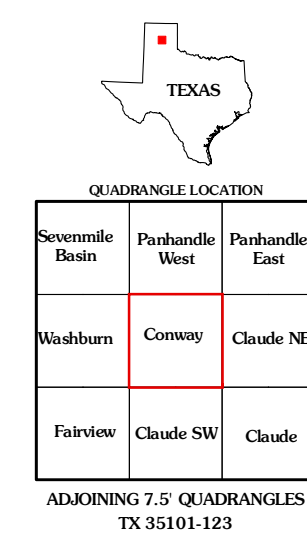 TEXAS
QUADRANGLE LOCATION
Sevenmile
Basin
Panhandle
West
Panhandle
East
Washburn
Conway
Claude NE
Fairview
Claude SW
Claude
ADJOINING 7.5' QUADRANGLES
TX 35101-123